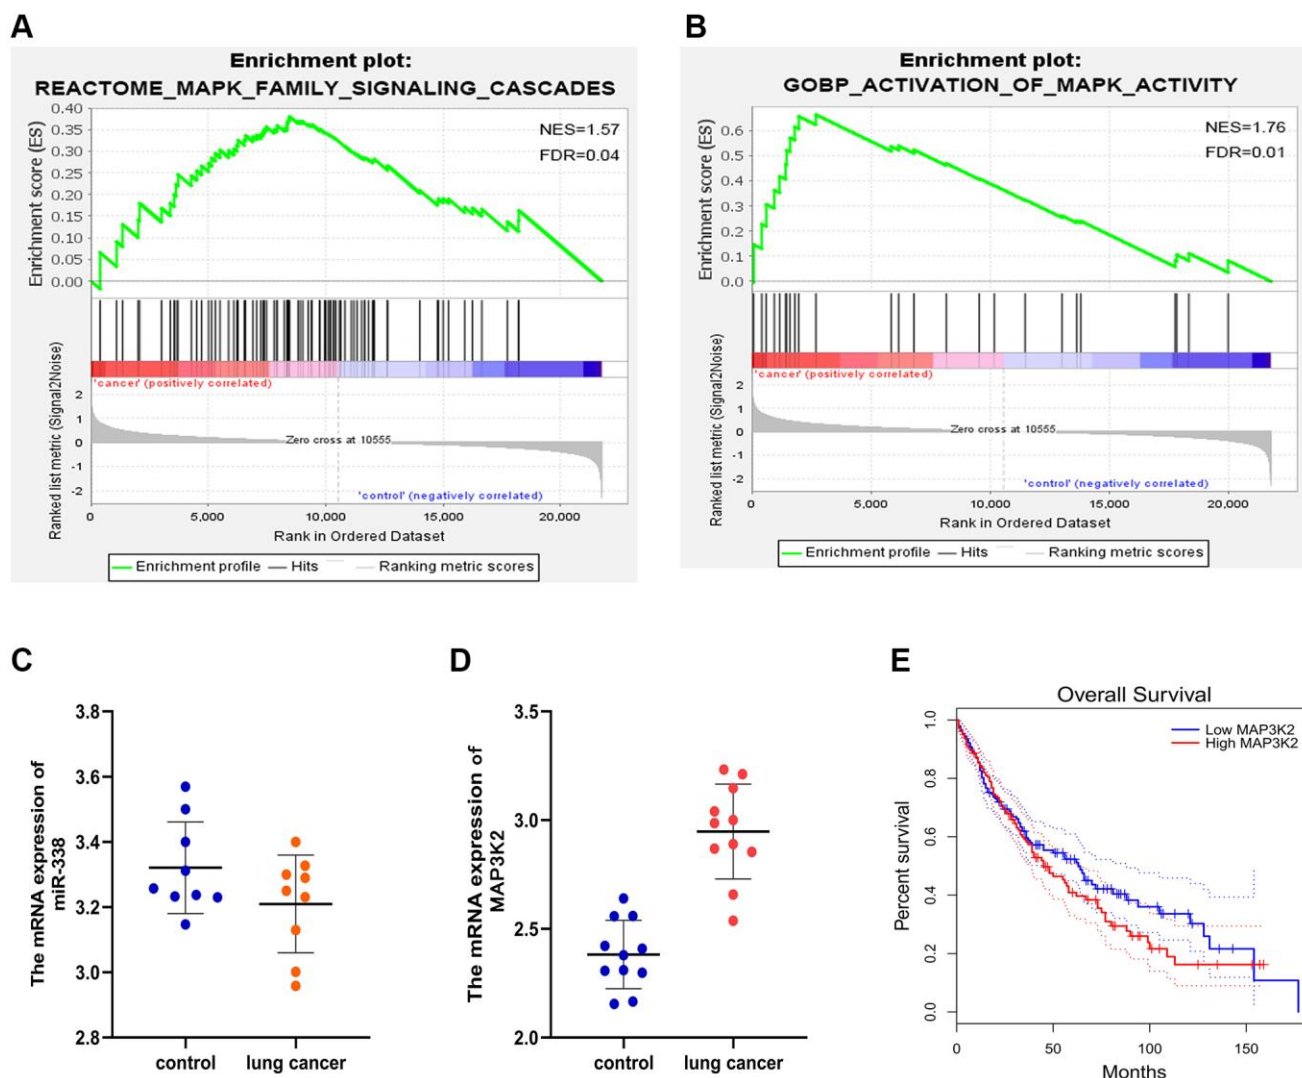 A
Enrichment plot:
REACTOME_MAPK_FAMILY_SIGNALING_CASCADES
Enrichment score (ES)
0.40
0.35
0.30
0.25
0.20
0.15
0.10
0.05
0.00
NES=1.57
FDR=0.04
'cancer' (positively correlated)
Ranked list metric (Signal2Noise)
2
1
0
-1
-2
Zero cross at 10555
'control' (negatively correlated)
0 5,000 10,000 15,000 20,000
Rank in Ordered Dataset
Enrichment profile Hits Ranking metric scores
B
Enrichment plot:
GOBP_ACTIVATION_OF_MAPK_ACTIVITY
Enrichment score (ES)
0.6
0.5
0.4
0.3
0.2
0.1
0.0
NES=1.76
FDR=0.01
'cancer' (positively correlated)
Ranked list metric (Signal2Noise)
2
1
0
-1
-2
Zero cross at 10555
'control' (negatively correlated)
0 5,000 10,000 15,000 20,000
Rank in Ordered Dataset
Enrichment profile Hits Ranking metric scores
C
The mRNA expression of
miR-338
3.8
3.6
3.4
3.2
3.0
2.8
control lung cancer
D
The mRNA expression of
MAP3K2
3.5
3.0
2.5
2.0
control lung cancer
E
Overall Survival
Low MAP3K2
High MAP3K2
Percent survival
1.0
0.8
0.6
0.4
0.2
0.0
0 50 100 150
Months